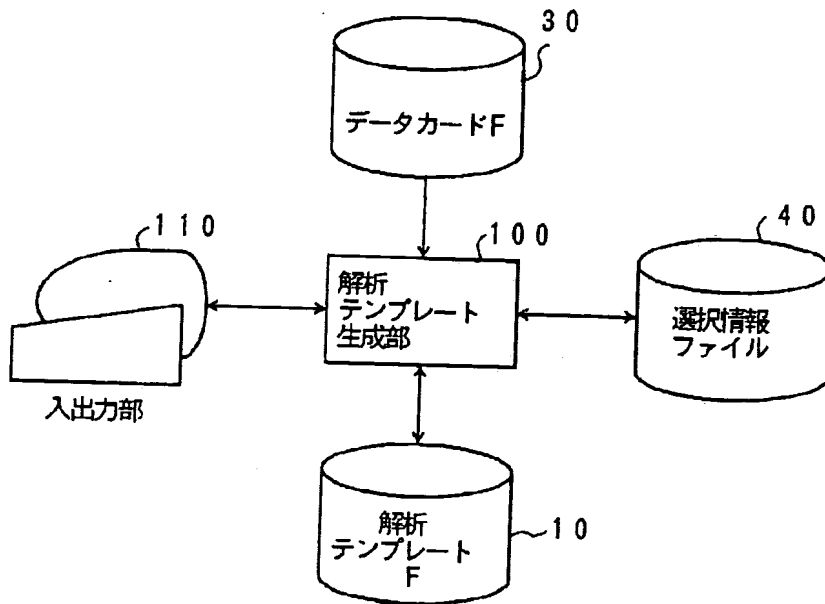 30
データカードF
110
100
40
解析
テンプレート
生成部
選択情報
ファイル
入出力部
解析
テンプレート
F
10